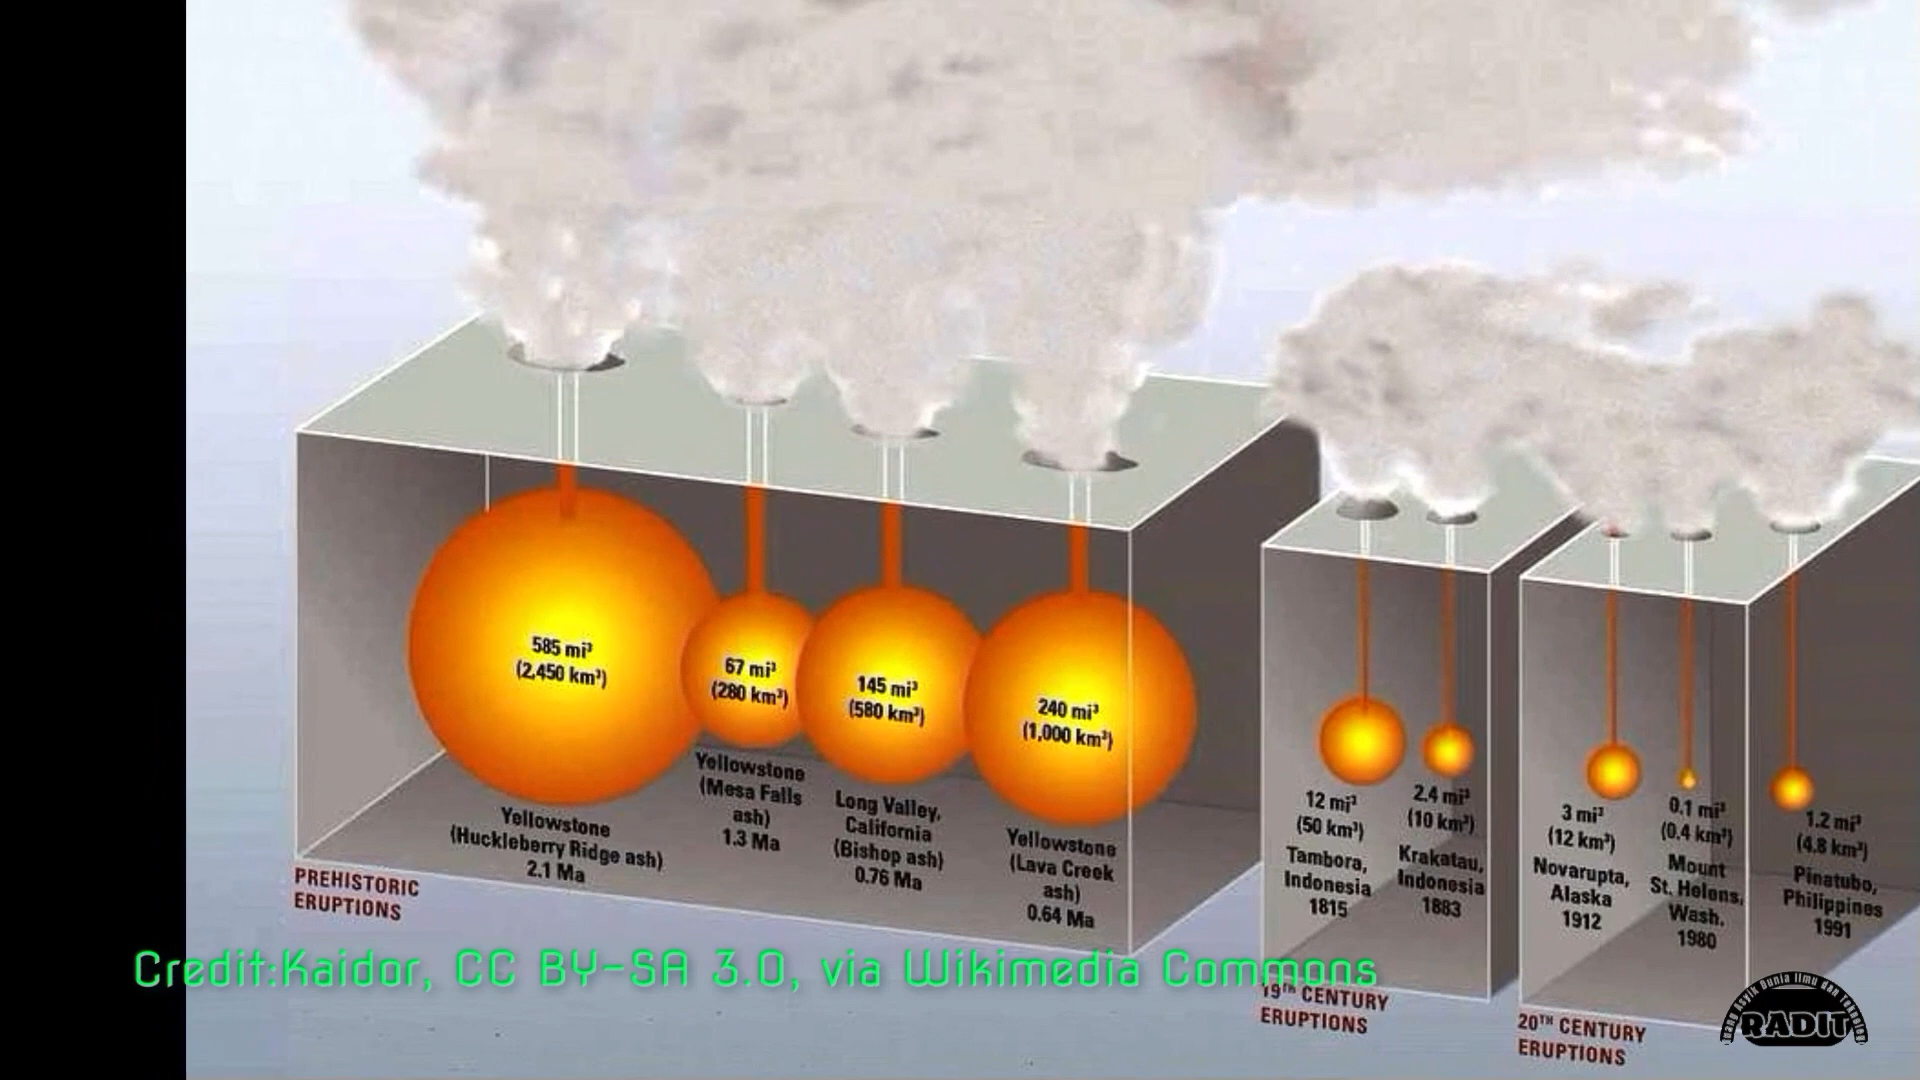 585 mi³
(2,450 km³)
Yellowstone
(Huckleberry Ridge ash)
2.1 Ma
67 mi³
(280 km³)
Yellowstone
(Mesa Falls
ash)
1.3 Ma
145 mi³
(580 km³)
Long Valley,
California
(Bishop ash)
0.76 Ma
240 mi³
(1,000 km³)
Yellowstone
(Lava Creek
ash)
0.64 Ma
PREHISTORIC
ERUPTIONS
12 mi³
(50 km³)
Tambora,
Indonesia
1815
2.4 mi³
(10 km³)
Krakatau,
Indonesia
1883
19TH CENTURY
ERUPTIONS
3 mi³
(12 km³)
Novarupta,
Alaska
1912
0.1 mi³
(0.4 km³)
Mount
St. Helens,
Wash.
1980
1.2 mi³
(4.8 km³)
Pinatubo,
Philippines
1991
20TH CENTURY
ERUPTIONS
Credit:Kaidor, CC BY-SA 3.0, via Wikimedia Commons
Asyik Dunia Ilmu dan
RADIT